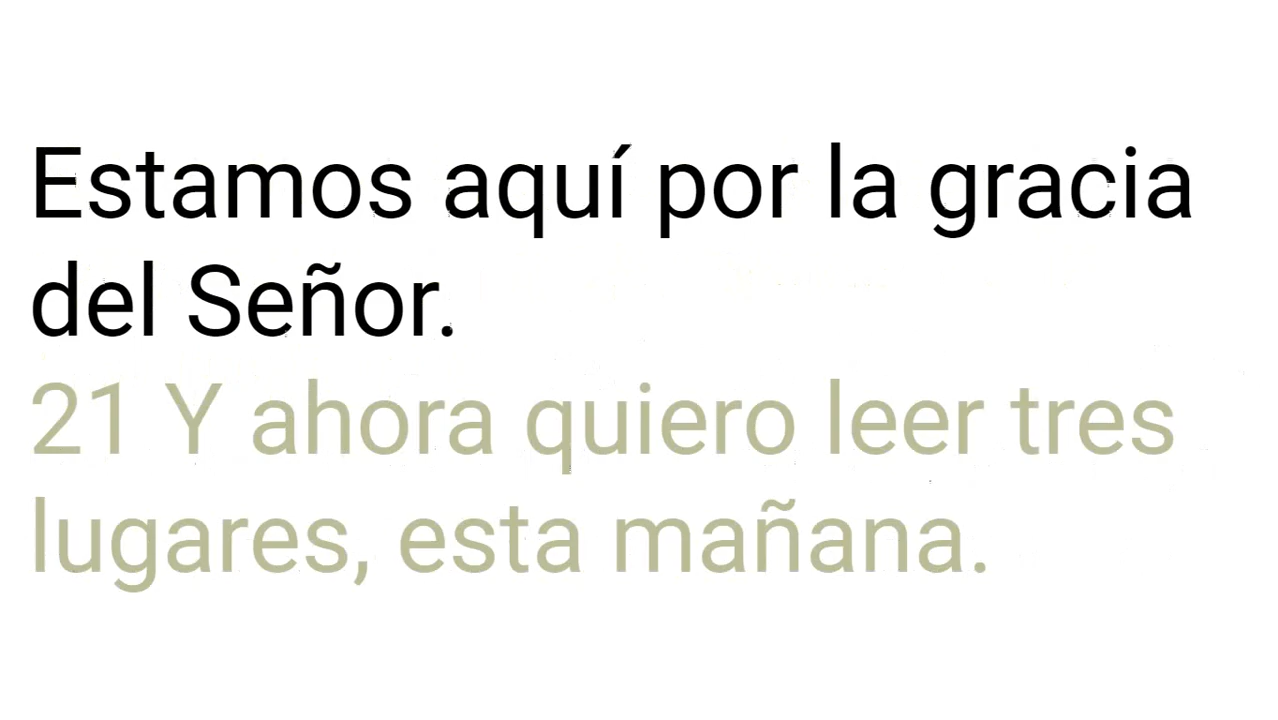 Estamos aquí por la gracia
del Señor.
21 Y ahora quiero leer tres
lugares, esta mañana.